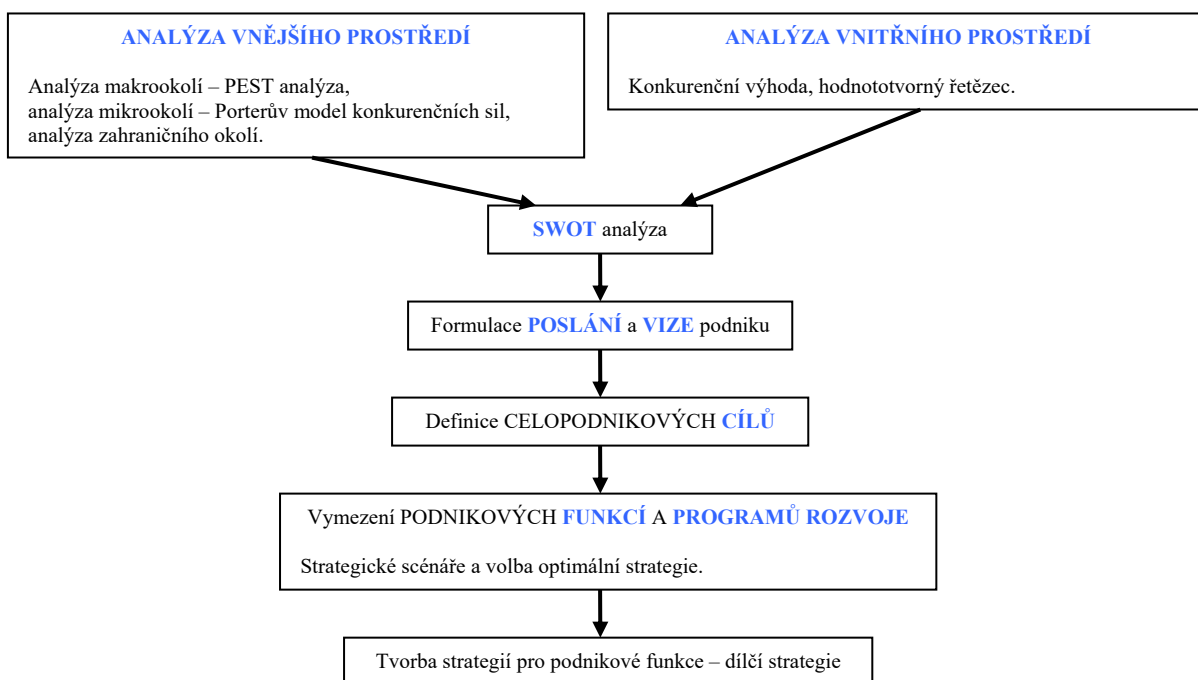 ANALÝZA VNĚJŠÍHO PROSTŘEDÍ
Analýza makrookolí – PEST analýza,
analýza mikrookolí – Porterův model konkurenčních sil,
analýza zahraničního okolí.
ANALÝZA VNITŘNÍHO PROSTŘEDÍ
Konkurenční výhoda, hodnototvorný řetězec.
SWOT analýza
Formulace POSLÁNÍ a VIZE podniku
Definice CELOPODNIKOVÝCH CÍLŮ
Vymezení PODNIKOVÝCH FUNKCÍ A PROGRAMŮ ROZVOJE
Strategické scénáře a volba optimální strategie.
Tvorba strategií pro podnikové funkce – dílčí strategie